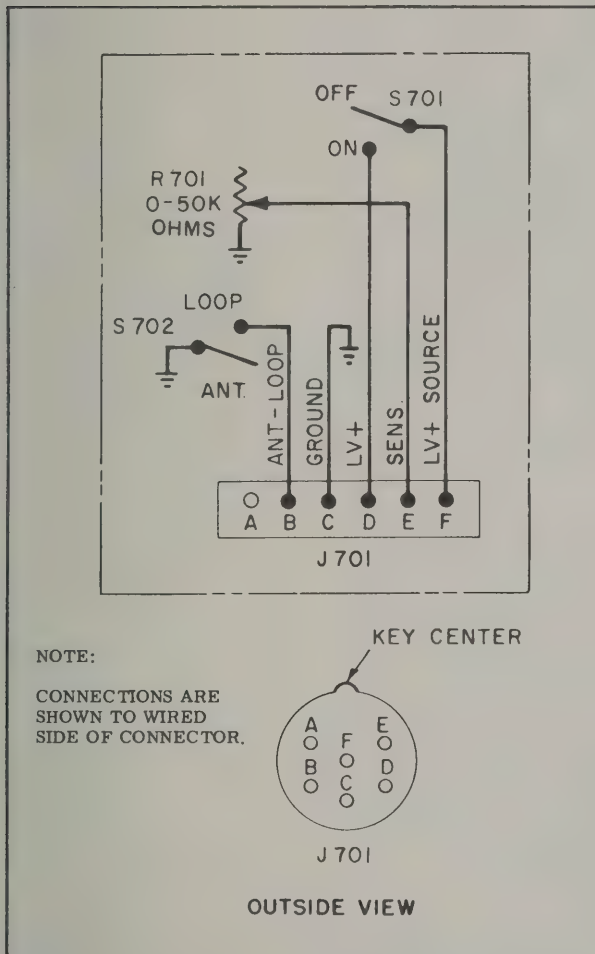 OFF S701
ON
R701
0-50K
OHMS
LOOP
S702
ANT.
ANT-LOOP
GROUND
LV+
SENS.
LV+ SOURCE
A B C D E F
J701
KEY CENTER
NOTE:
CONNECTIONS ARE
SHOWN TO WIRED
SIDE OF CONNECTOR.
A F E
B C D
J701
OUTSIDE VIEW